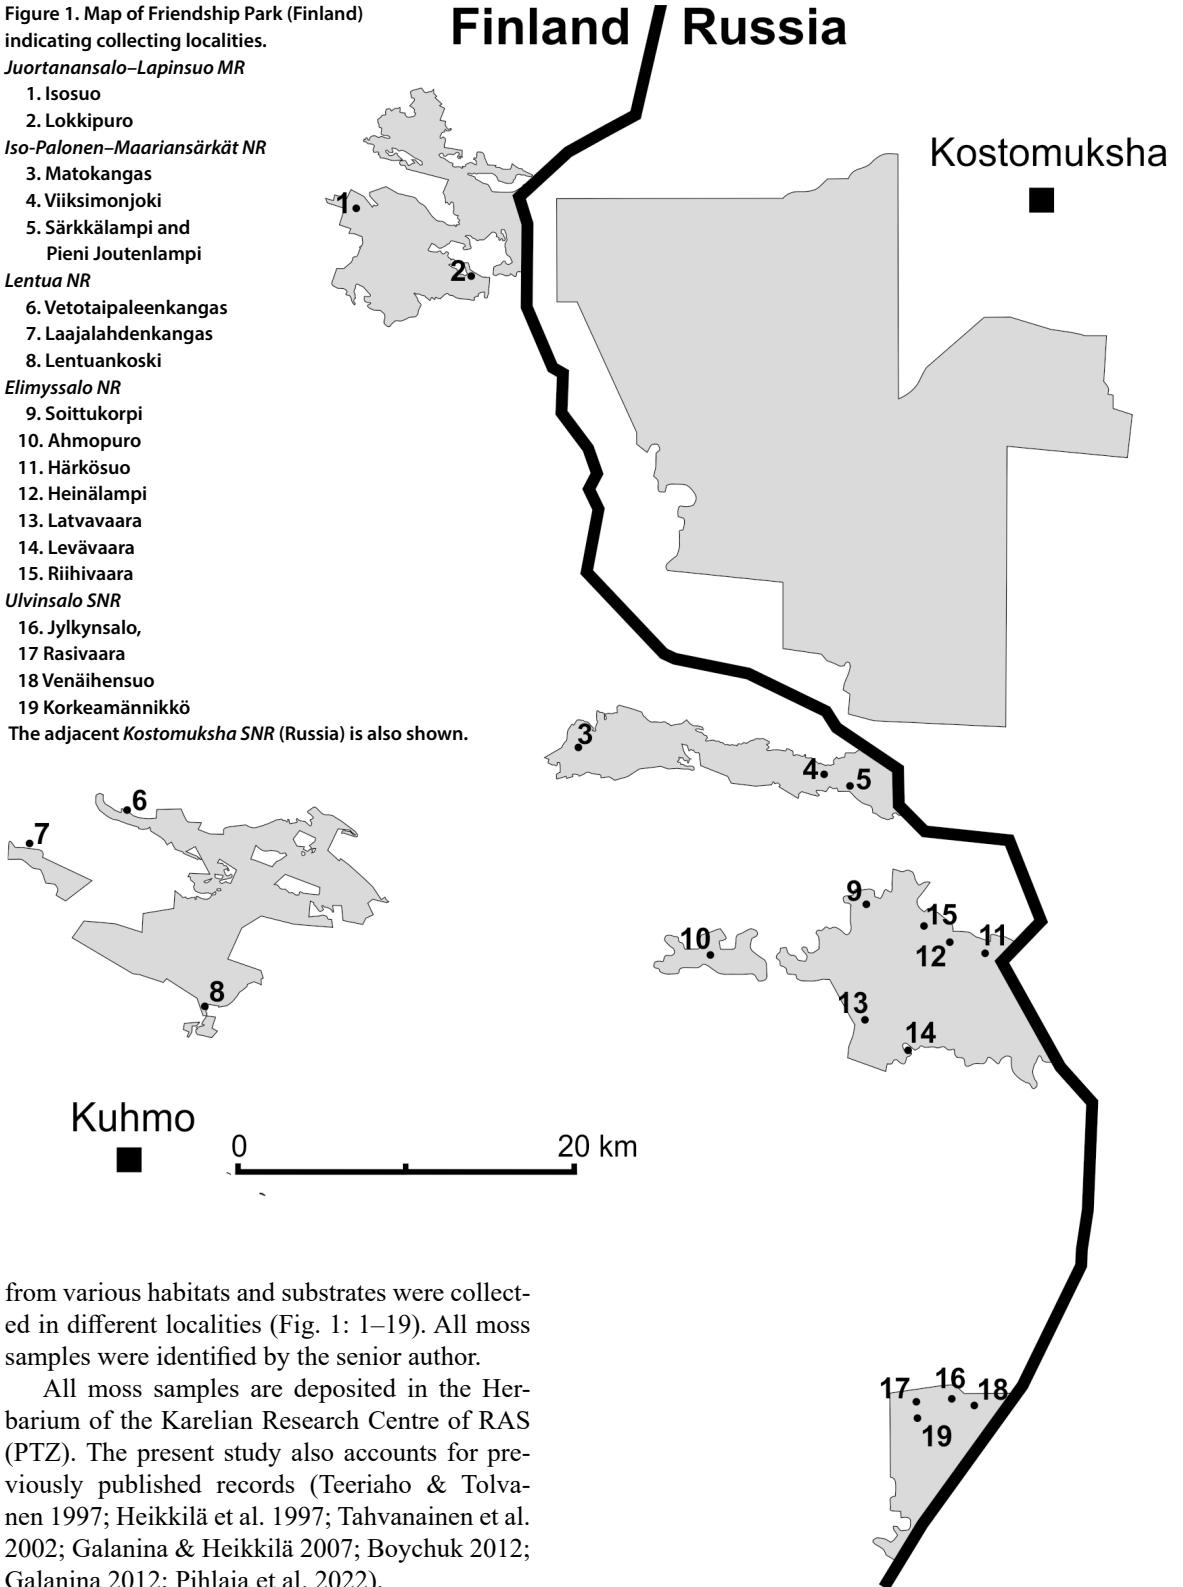 Figure 1. Map of Friendship Park (Finland)
indicating collecting localities.
Juortanansalo–Lapinsuo MR
1. Isosuo
2. Lokkipuro
Iso-Palonen–Maariansärkät NR
3. Matokangas
4. Viiksimonjoki
5. Särkkälampi and
Pieni Joutenlampi
Lentua NR
6. Vetotaipaleenkangas
7. Laajalahdenkangas
8. Lentuankoski
Elimyssalo NR
9. Soittukorpi
10. Ahmopuro
11. Härkösuo
12. Heinälampi
13. Latvavaara
14. Levävaara
15. Riihivaara
Ulvinsalo SNR
16. Jylkynsalo,
17 Rasivaara
18 Venäihensuo
19 Korkeamännikkö
The adjacent Kostomuksha SNR (Russia) is also shown.
Finland Russia
Kostomuksha
1
2
3
4
5
6
7
8
9
15
10
12
11
13
14
Kuhmo
0 20 km
17
16
18
19
from various habitats and substrates were collect-
ed in different localities (Fig. 1: 1–19). All moss
samples were identified by the senior author.
All moss samples are deposited in the Her-
barium of the Karelian Research Centre of RAS
(PTZ). The present study also accounts for pre-
viously published records (Teeriaho & Tolva-
nen 1997; Heikkilä et al. 1997; Tahvanainen et al.
2002; Galanina & Heikkilä 2007; Boychuk 2012;
Galanina 2012; Pihlaja et al. 2022).